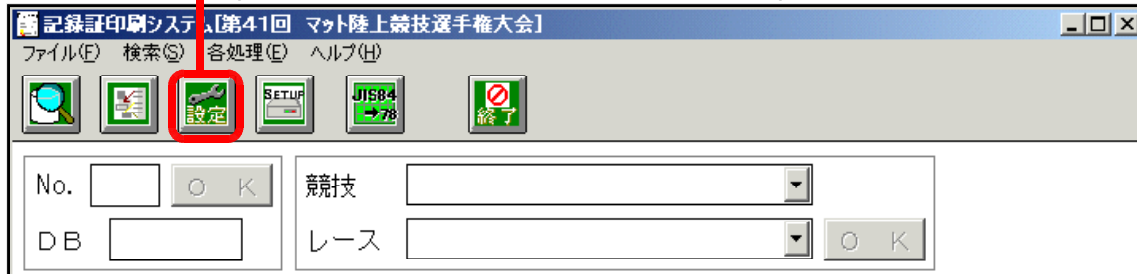 記録証印刷システム[第41回 マット陸上競技選手権大会]
ファイル(F) 検索(S) 各処理(E) ヘルプ(H)
設定
SETUP
JIS84
→78
終了
No. OK 競技
DB レース OK